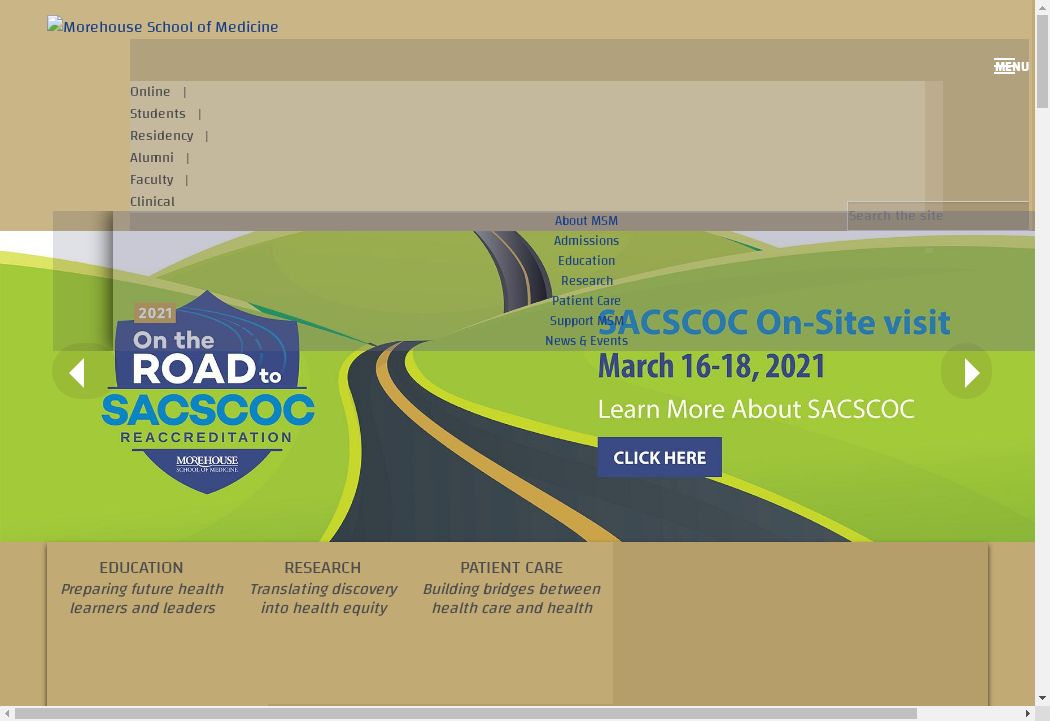 Morehouse School of Medicine
MENU
Online |
Students |
Residency |
Alumni |
Faculty |
Clinical
Search the site
About MSM
Admissions
Education
Research
Patient Care
Support MSM
News & Events
2021
On the
ROAD to
SACSCOC
REACCREDITATION
MOREHOUSE
SCHOOL OF MEDICINE
SACSCOC On-Site visit
March 16-18, 2021
Learn More About SACSCOC
CLICK HERE
EDUCATION
Preparing future health
learners and leaders
RESEARCH
Translating discovery
into health equity
PATIENT CARE
Building bridges between
health care and health